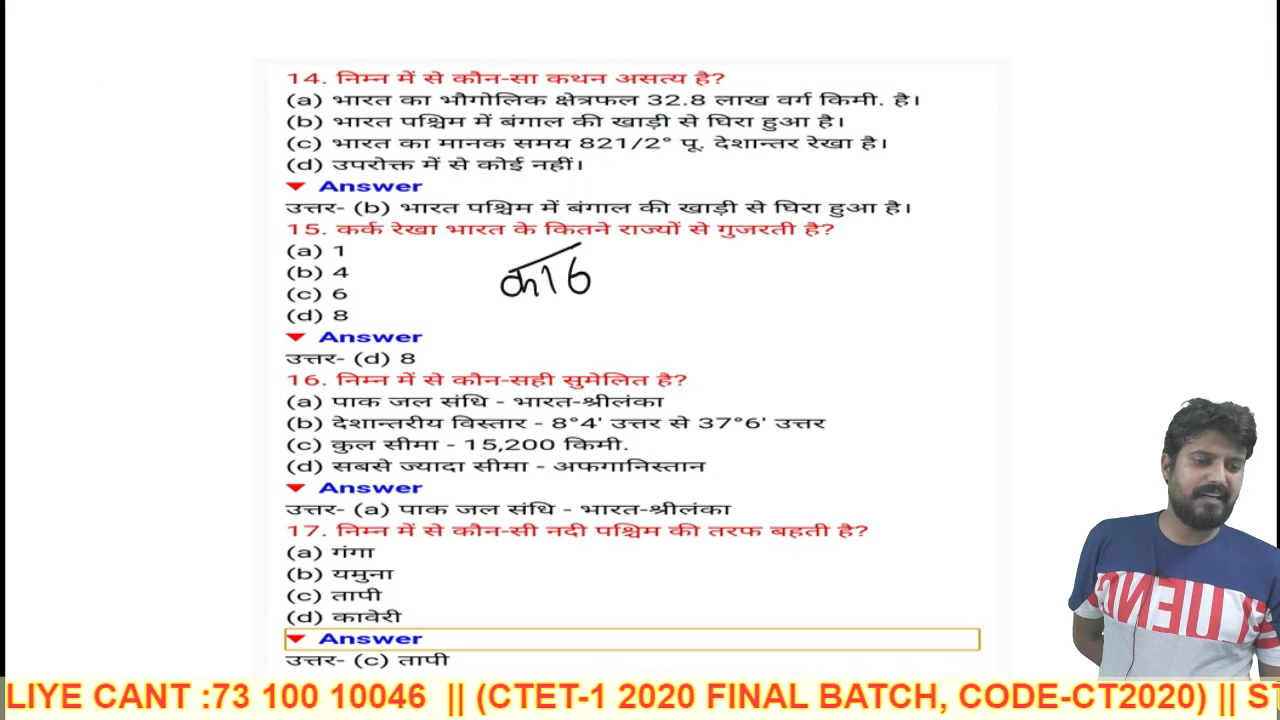 14. निम्न में से कौन-सा कथन असत्य है?
(a) भारत का भौगोलिक क्षेत्रफल 32.8 लाख वर्ग किमी. है।
(b) भारत पश्चिम में बंगाल की खाड़ी से घिरा हुआ है।
(c) भारत का मानक समय 821/2° पू. देशान्तर रेखा है।
(d) उपरोक्त में से कोई नहीं।
Answer
उत्तर- (b) भारत पश्चिम में बंगाल की खाड़ी से घिरा हुआ है।
15. कर्क रेखा भारत के कितने राज्यों से गुजरती है?
(a) 1
(b) 4
(c) 6
(d) 8
Answer
उत्तर- (d) 8
16. निम्न में से कौन-सही सुमेलित है?
(a) पाक जल संधि - भारत-श्रीलंका
(b) देशान्तरीय विस्तार - 8°4' उत्तर से 37°6' उत्तर
(c) कुल सीमा - 15,200 किमी.
(d) सबसे ज्यादा सीमा - अफगानिस्तान
Answer
उत्तर- (a) पाक जल संधि - भारत-श्रीलंका
17. निम्न में से कौन-सी नदी पश्चिम की तरफ बहती है?
(a) गंगा
(b) यमुना
(c) तापी
(d) कावेरी
Answer
उत्तर- (c) तापी
LIYE CANT :73 100 10046 || (CTET-1 2020 FINAL BATCH, CODE-CT2020) || ST